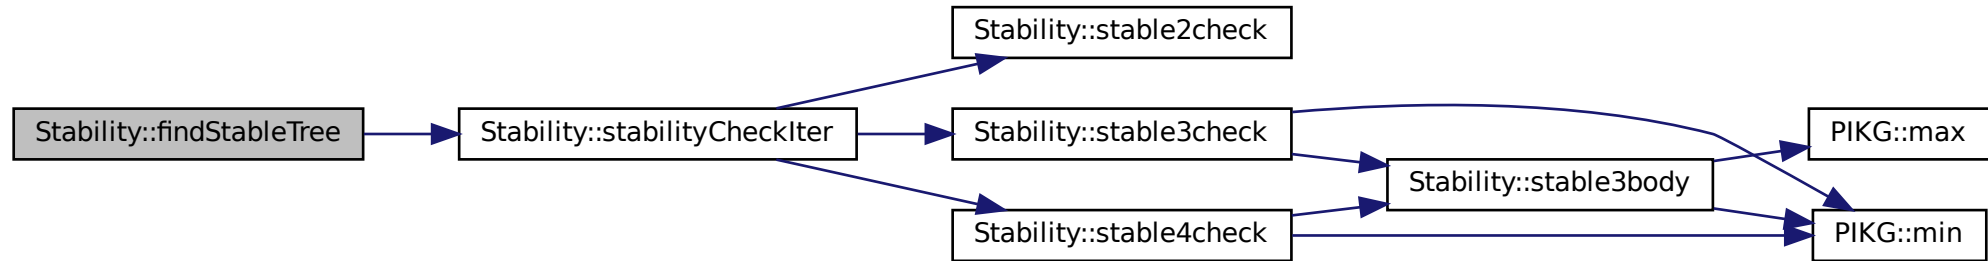 Stability::findStableTree
Stability::stabilityCheckIter
Stability::stable2check
Stability::stable3check
Stability::stable4check
Stability::stable3body
PIKG::max
PIKG::min